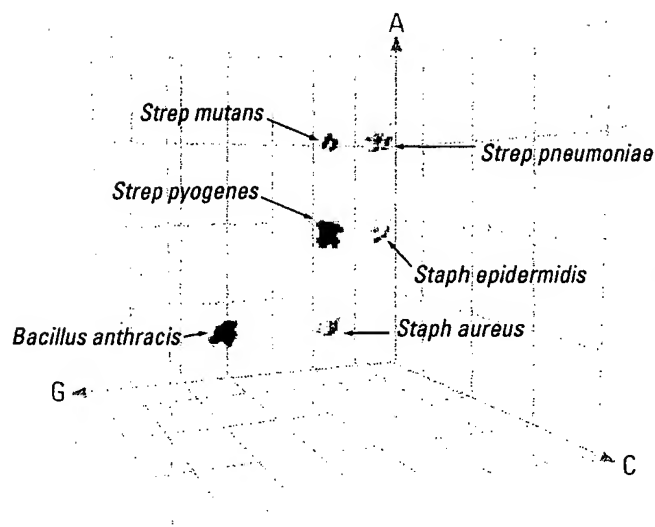 A
Strep mutans
Strep pneumoniae
Strep pyogenes
Staph epidermidis
Bacillus anthracis
Staph aureus
G
C